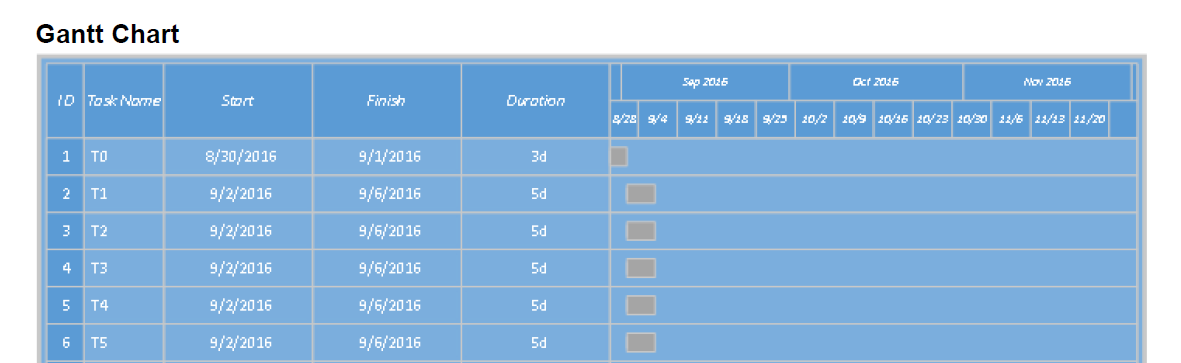 Gantt Chart
ID Task Name Start Finish Duration Sep 2016 Oct 2016 Nov 2016
8/28 9/4 9/11 9/18 9/25 10/2 10/9 10/16 10/23 10/30 11/6 11/13 11/20
1 T0 8/30/2016 9/1/2016 3d
2 T1 9/2/2016 9/6/2016 5d
3 T2 9/2/2016 9/6/2016 5d
4 T3 9/2/2016 9/6/2016 5d
5 T4 9/2/2016 9/6/2016 5d
6 T5 9/2/2016 9/6/2016 5d